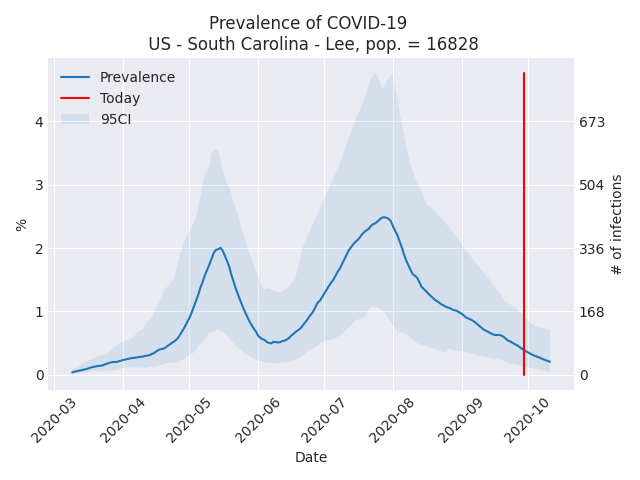 Prevalence of COVID-19
US - South Carolina - Lee, pop. = 16828
Prevalence
Today
95CI
%
4
3
2
1
0
673
504
336
168
0
# of infections
2020-03
2020-04
2020-05
2020-06
2020-07
2020-08
2020-09
2020-10
Date